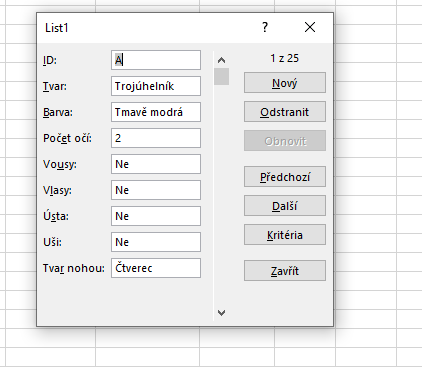 List1
ID: A
Tvar: Trojúhelník
Barva: Tmavě modrá
Počet očí: 2
Vousy: Ne
Vlasy: Ne
Ústa: Ne
Uši: Ne
Tvar nohou: Čtverec
1 z 25
Nový
Odstranit
Obnovit
Předchozí
Další
Kritéria
Zavřít